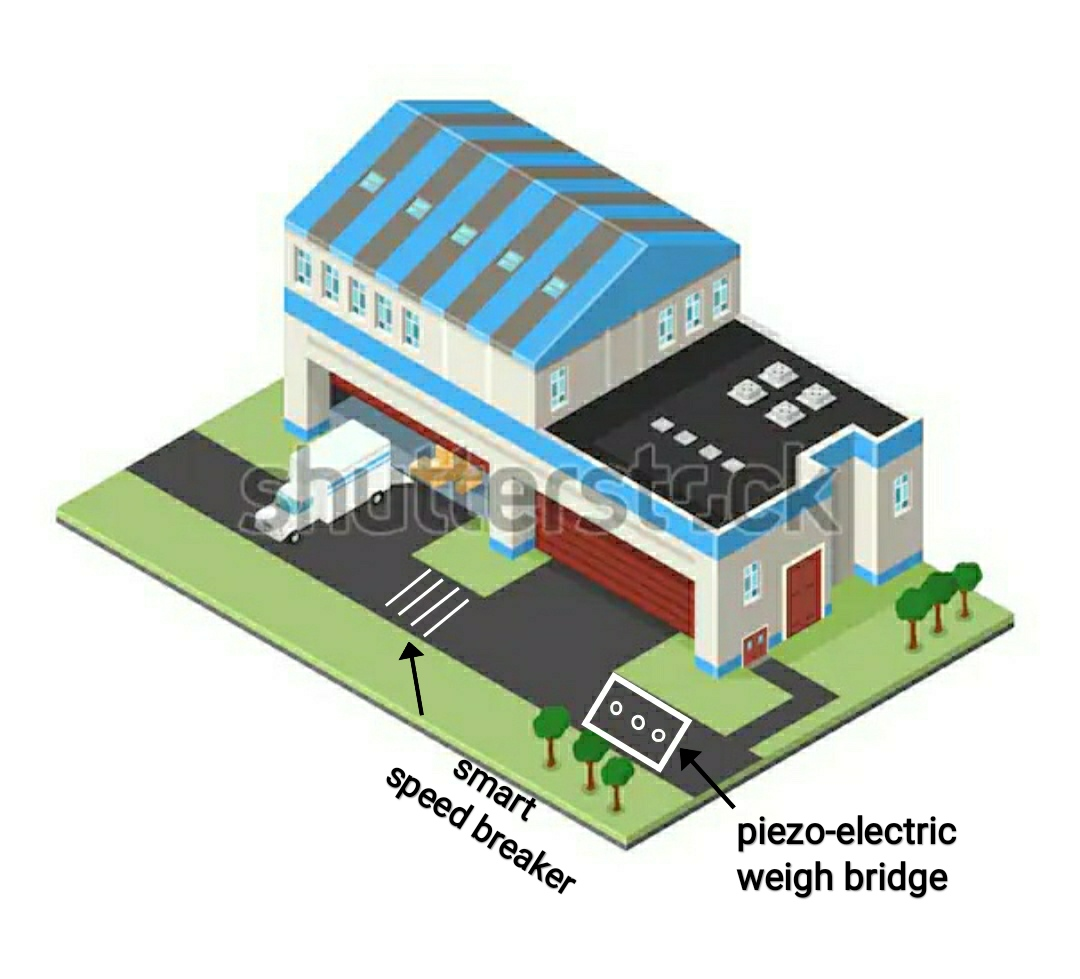 shutterstock
smart
speed breaker
piezo-electric
weigh bridge